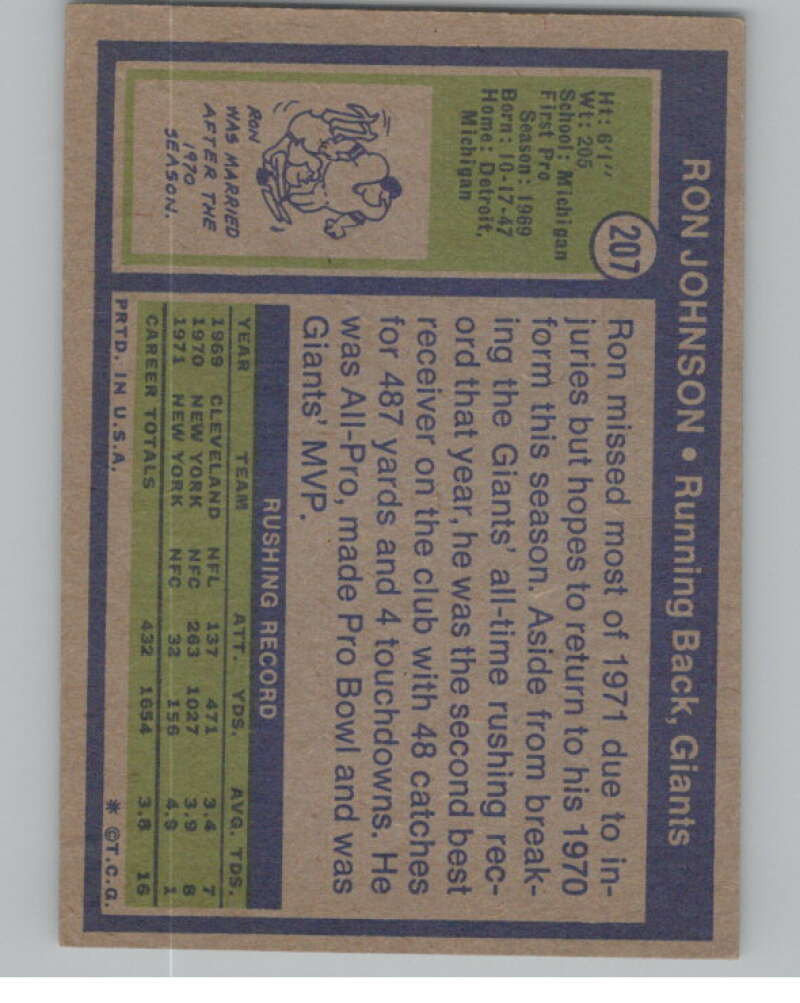 RON JOHNSON • Running Back, Giants
207
Hit: 6'1"
Wt: 205
School: Michigan
First Pro
Season: 1969
Born: 10-17-47
Home: Detroit,
Michigan
RON
WAS MARRIED
AFTER THE
1970
SEASON.
Ron missed most of 1971 due to in-
juries but hopes to return to his 1970
form this season. Aside from break-
ing the Giants' all-time rushing rec-
ord that year, he was the second best
receiver on the club with 48 catches
for 487 yards and 4 touchdowns. He
was All-Pro, made Pro Bowl and was
Giants' MVP.
RUSHING RECORD
YEAR TEAM ATT. YDS. AVG. TDS.
1969 CLEVELAND NFL 137 471 3.4 7
1970 NEW YORK NFC 263 1027 3.9 8
1971 NEW YORK NFC 32 156 4.9 1
CAREER TOTALS 432 1654 3.8 16
PRTD. IN U.S.A. * ©T.C.G.